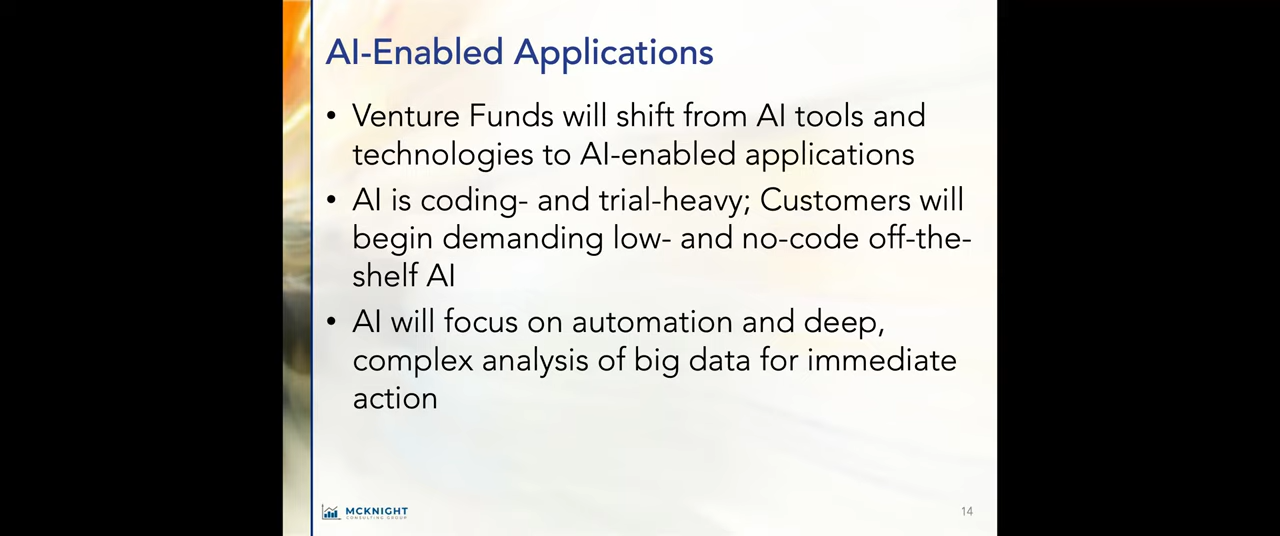 AI-Enabled Applications
• Venture Funds will shift from AI tools and
technologies to AI-enabled applications
• AI is coding- and trial-heavy; Customers will
begin demanding low- and no-code off-the-
shelf AI
• AI will focus on automation and deep,
complex analysis of big data for immediate
action
MCKNIGHT
CONSULTING GROUP
14